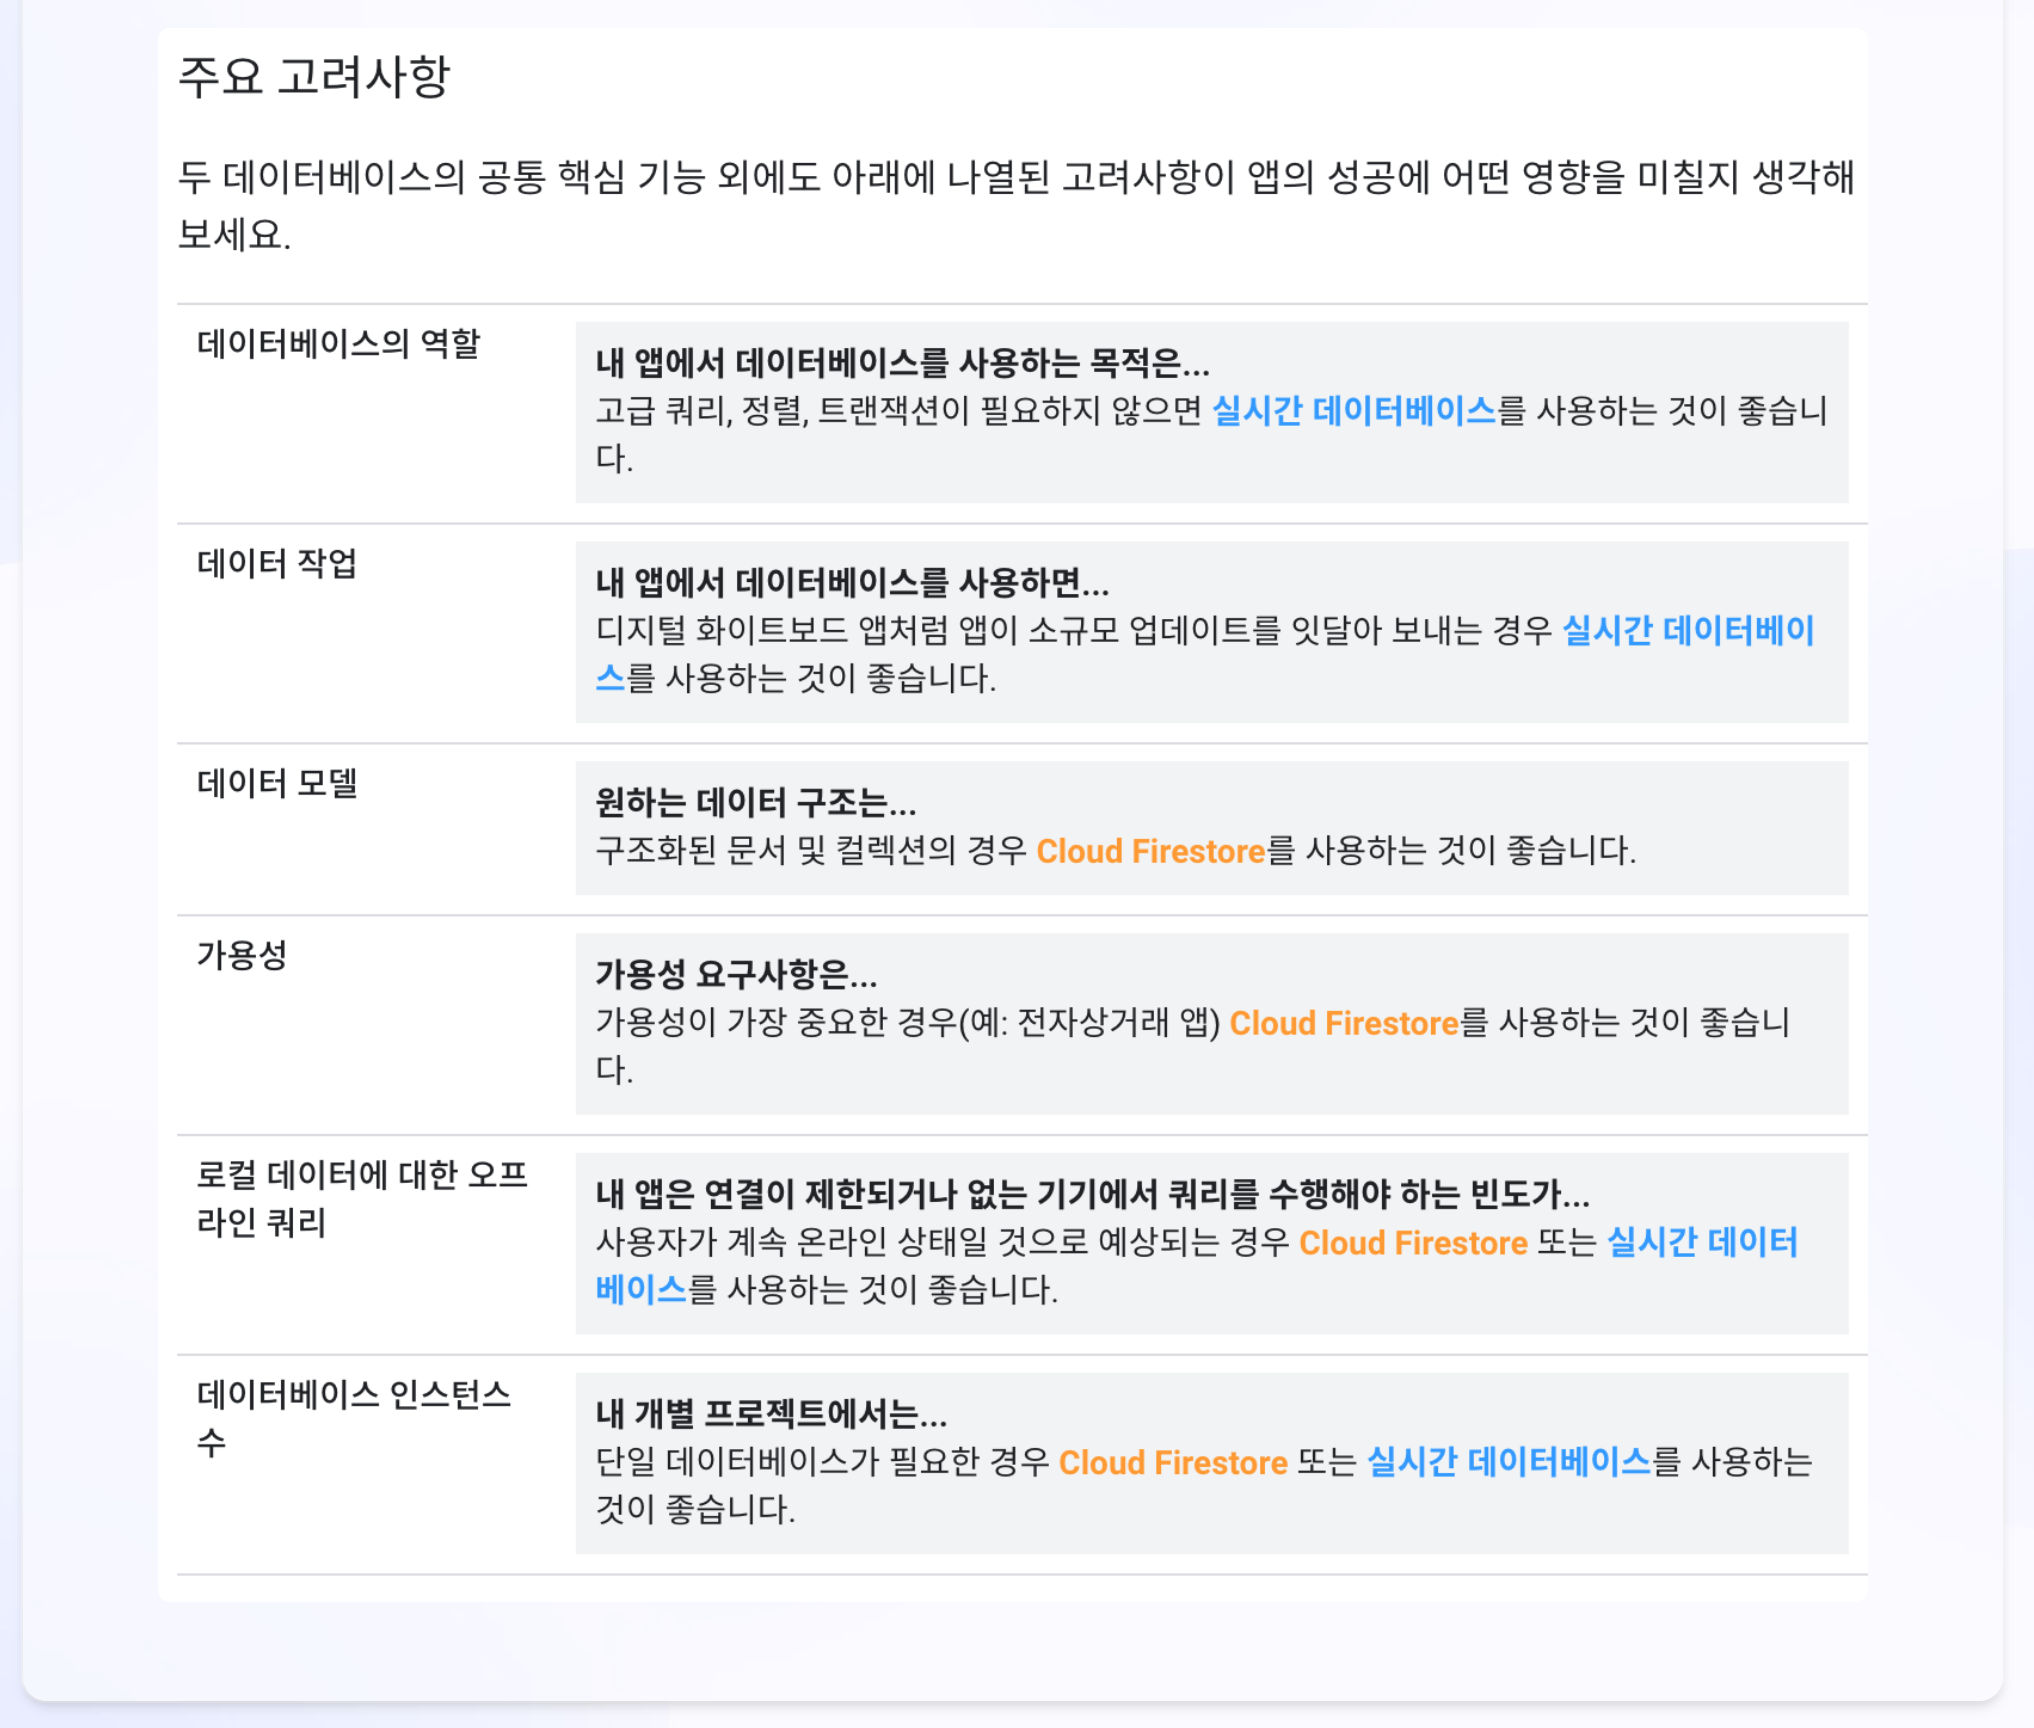 주요 고려사항
두 데이터베이스의 공통 핵심 기능 외에도 아래에 나열된 고려사항이 앱의 성공에 어떤 영향을 미칠지 생각해
보세요.
데이터베이스의 역할
내 앱에서 데이터베이스를 사용하는 목적은...
고급 쿼리, 정렬, 트랜잭션이 필요하지 않으면 실시간 데이터베이스를 사용하는 것이 좋습니
다.
데이터 작업
내 앱에서 데이터베이스를 사용하면...
디지털 화이트보드 앱처럼 앱이 소규모 업데이트를 잇달아 보내는 경우 실시간 데이터베이
스를 사용하는 것이 좋습니다.
데이터 모델
원하는 데이터 구조는...
구조화된 문서 및 컬렉션의 경우 Cloud Firestore를 사용하는 것이 좋습니다.
가용성
가용성 요구사항은...
가용성이 가장 중요한 경우(예: 전자상거래 앱) Cloud Firestore를 사용하는 것이 좋습니
다.
로컬 데이터에 대한 오프
라인 쿼리
내 앱은 연결이 제한되거나 없는 기기에서 쿼리를 수행해야 하는 빈도가...
사용자가 계속 온라인 상태일 것으로 예상되는 경우 Cloud Firestore 또는 실시간 데이터
베이스를 사용하는 것이 좋습니다.
데이터베이스 인스턴스
수
내 개별 프로젝트에서는...
단일 데이터베이스가 필요한 경우 Cloud Firestore 또는 실시간 데이터베이스를 사용하는
것이 좋습니다.